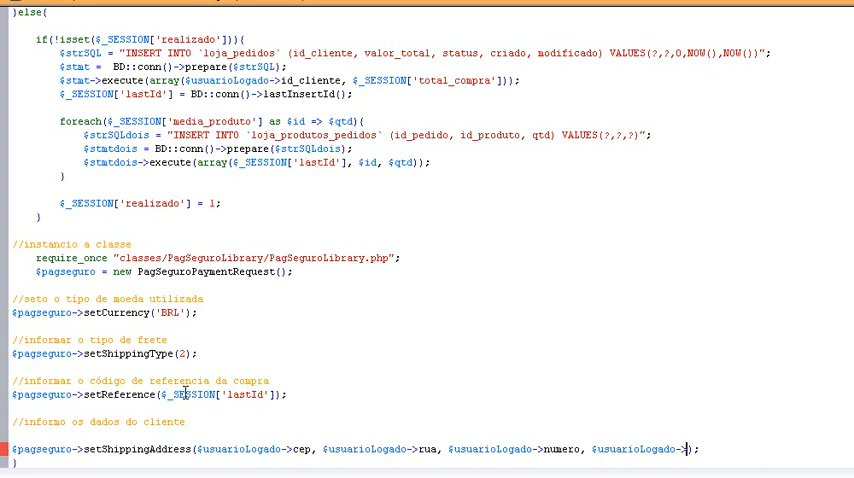 }else{
if(!isset($_SESSION['realizado'])){
$strSQL = "INSERT INTO `loja_pedidos` (id_cliente, valor_total, status, criado, modificado) VALUES(?,?,0,NOW(),NOW())";
$stmt =  BD::conn()->prepare($strSQL);
$stmt->execute(array($usuarioLogado->id_cliente, $_SESSION['total_compra']));
$_SESSION['lastId'] = BD::conn()->lastInsertId();
foreach($_SESSION['media_produto'] as $id => $qtd){
$strSQLdois = "INSERT INTO `loja_produtos_pedidos` (id_pedido, id_produto, qtd) VALUES(?,?,?)";
$stmtdois = BD::conn()->prepare($strSQLdois);
$stmtdois->execute(array($_SESSION['lastId'], $id, $qtd));
}
$_SESSION['realizado'] = 1;
}
//instancio a classe
require_once "classes/PagSeguroLibrary/PagSeguroLibrary.php";
$pagseguro = new PagSeguroPaymentRequest();
//seto o tipo de moeda utilizada
$pagseguro->setCurrency('BRL');
//informar o tipo de frete
$pagseguro->setShippingType(2);
//informar o código de referencia da compra
$pagseguro->setReference($_SESSION['lastId']);
//informo os dados do cliente
$pagseguro->setShippingAddress($usuarioLogado->cep, $usuarioLogado->rua, $usuarioLogado->numero, $usuarioLogado->);
}